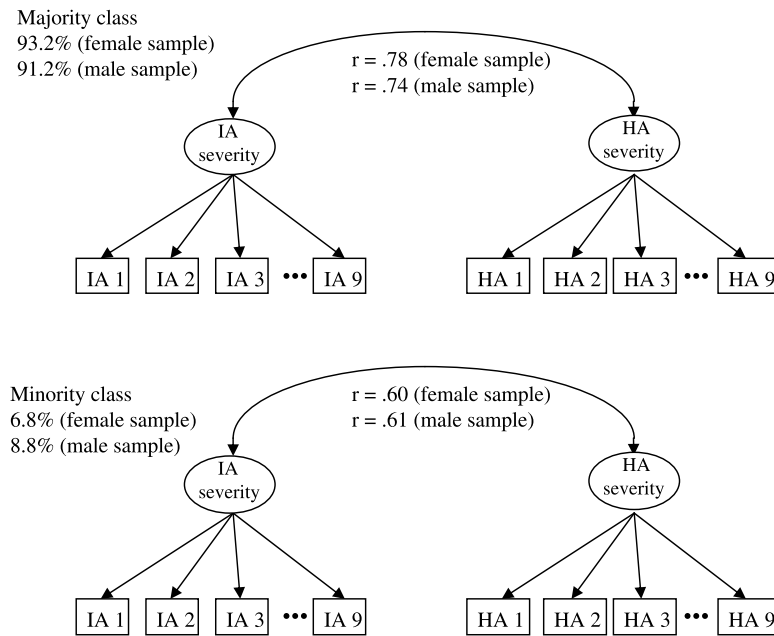 Majority class
93.2% (female sample)
91.2% (male sample)
r = .78 (female sample)
r = .74 (male sample)
IA
severity
HA
severity
IA 1 IA 2 IA 3 ••• IA 9
HA 1 HA 2 HA 3 ••• HA 9
Minority class
6.8% (female sample)
8.8% (male sample)
r = .60 (female sample)
r = .61 (male sample)
IA
severity
HA
severity
IA 1 IA 2 IA 3 ••• IA 9
HA 1 HA 2 HA 3 ••• HA 9